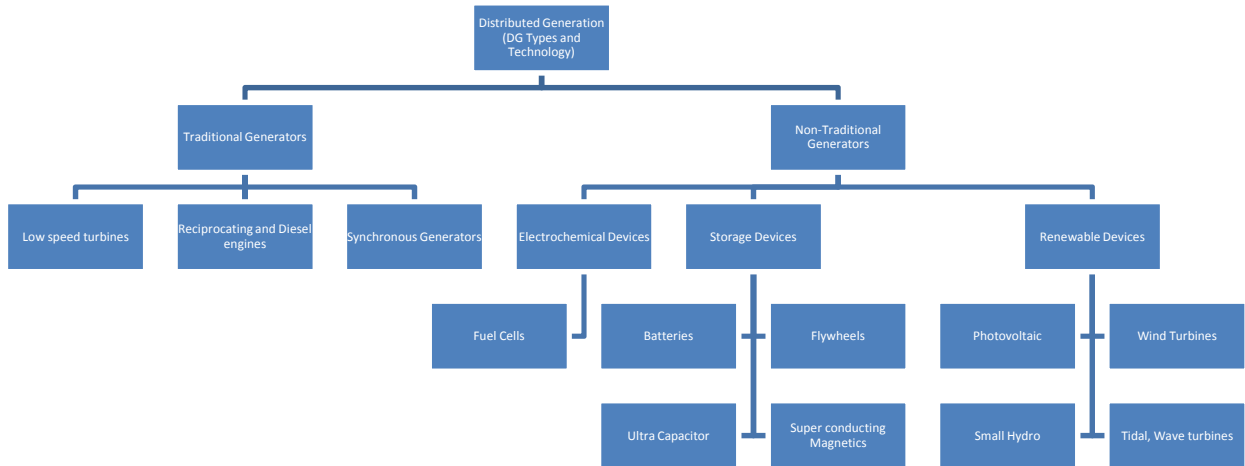 Distributed Generation
(DG Types and
Technology)
Traditional Generators
Non-Traditional
Generators
Low speed turbines
Reciprocating and Diesel
engines
Synchronous Generators
Electrochemical Devices
Storage Devices
Renewable Devices
Fuel Cells
Batteries
Flywheels
Photovoltaic
Wind Turbines
Ultra Capacitor
Super conducting
Magnetics
Small Hydro
Tidal, Wave turbines